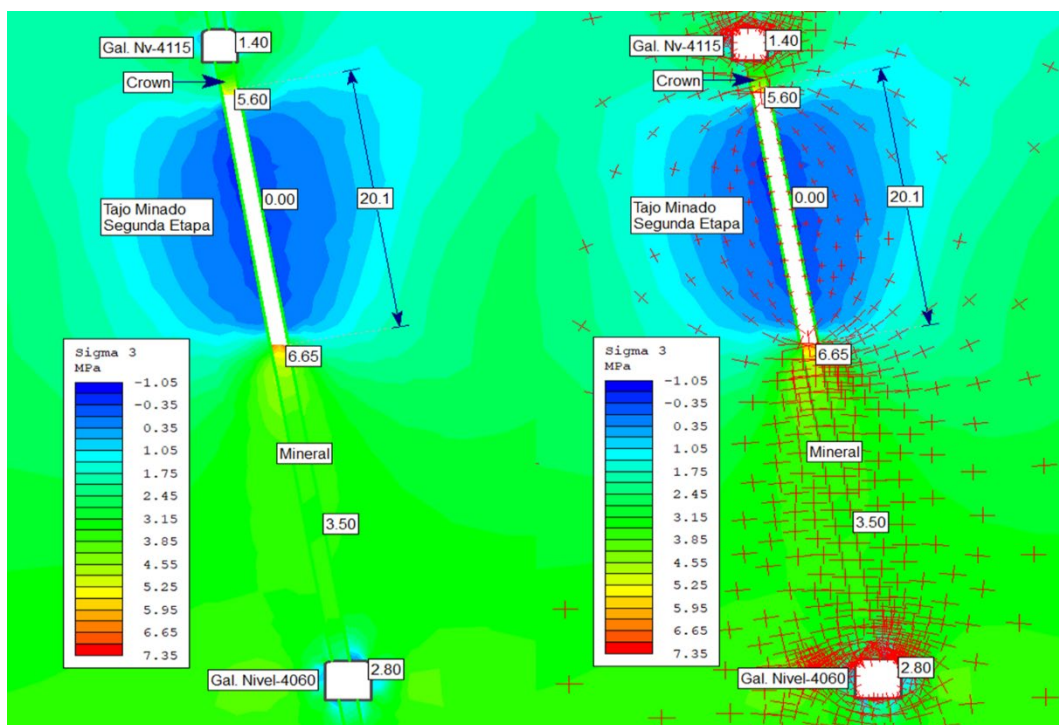 Gal. Nv-4115
1.40
Crown
5.60
Tajo Minado
Segunda Etapa
0.00
20.1
6.65
Sigma 3
MPa
-1.05
-0.35
0.35
1.05
1.75
2.45
3.15
3.85
4.55
5.25
5.95
6.65
7.35
Mineral
3.50
Gal. Nivel-4060
2.80
Gal. Nv-4115
1.40
Crown
5.60
Tajo Minado
Segunda Etapa
0.00
20.1
6.65
Sigma 3
MPa
-1.05
-0.35
0.35
1.05
1.75
2.45
3.15
3.85
4.55
5.25
5.95
6.65
7.35
Mineral
3.50
Gal. Nivel-4060
2.80